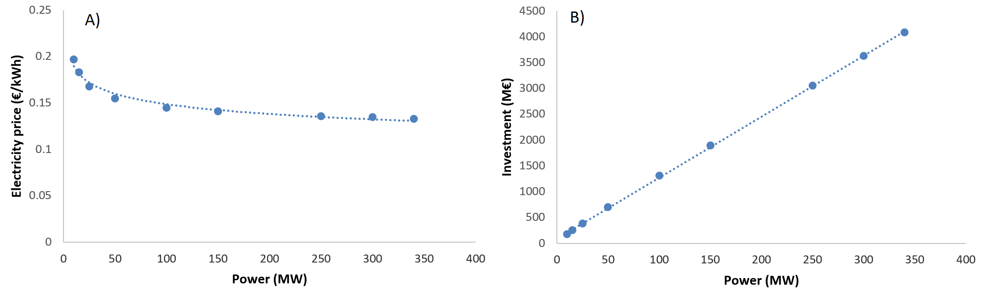 A)
0.25
0.2
0.15
0.1
0.05
0
Electricity price (€/kWh)
0 50 100 150 200 250 300 350 400
Power (MW)
B)
4500
4000
3500
3000
2500
2000
1500
1000
500
0
Investment (M€)
0 50 100 150 200 250 300 350 400
Power (MW)